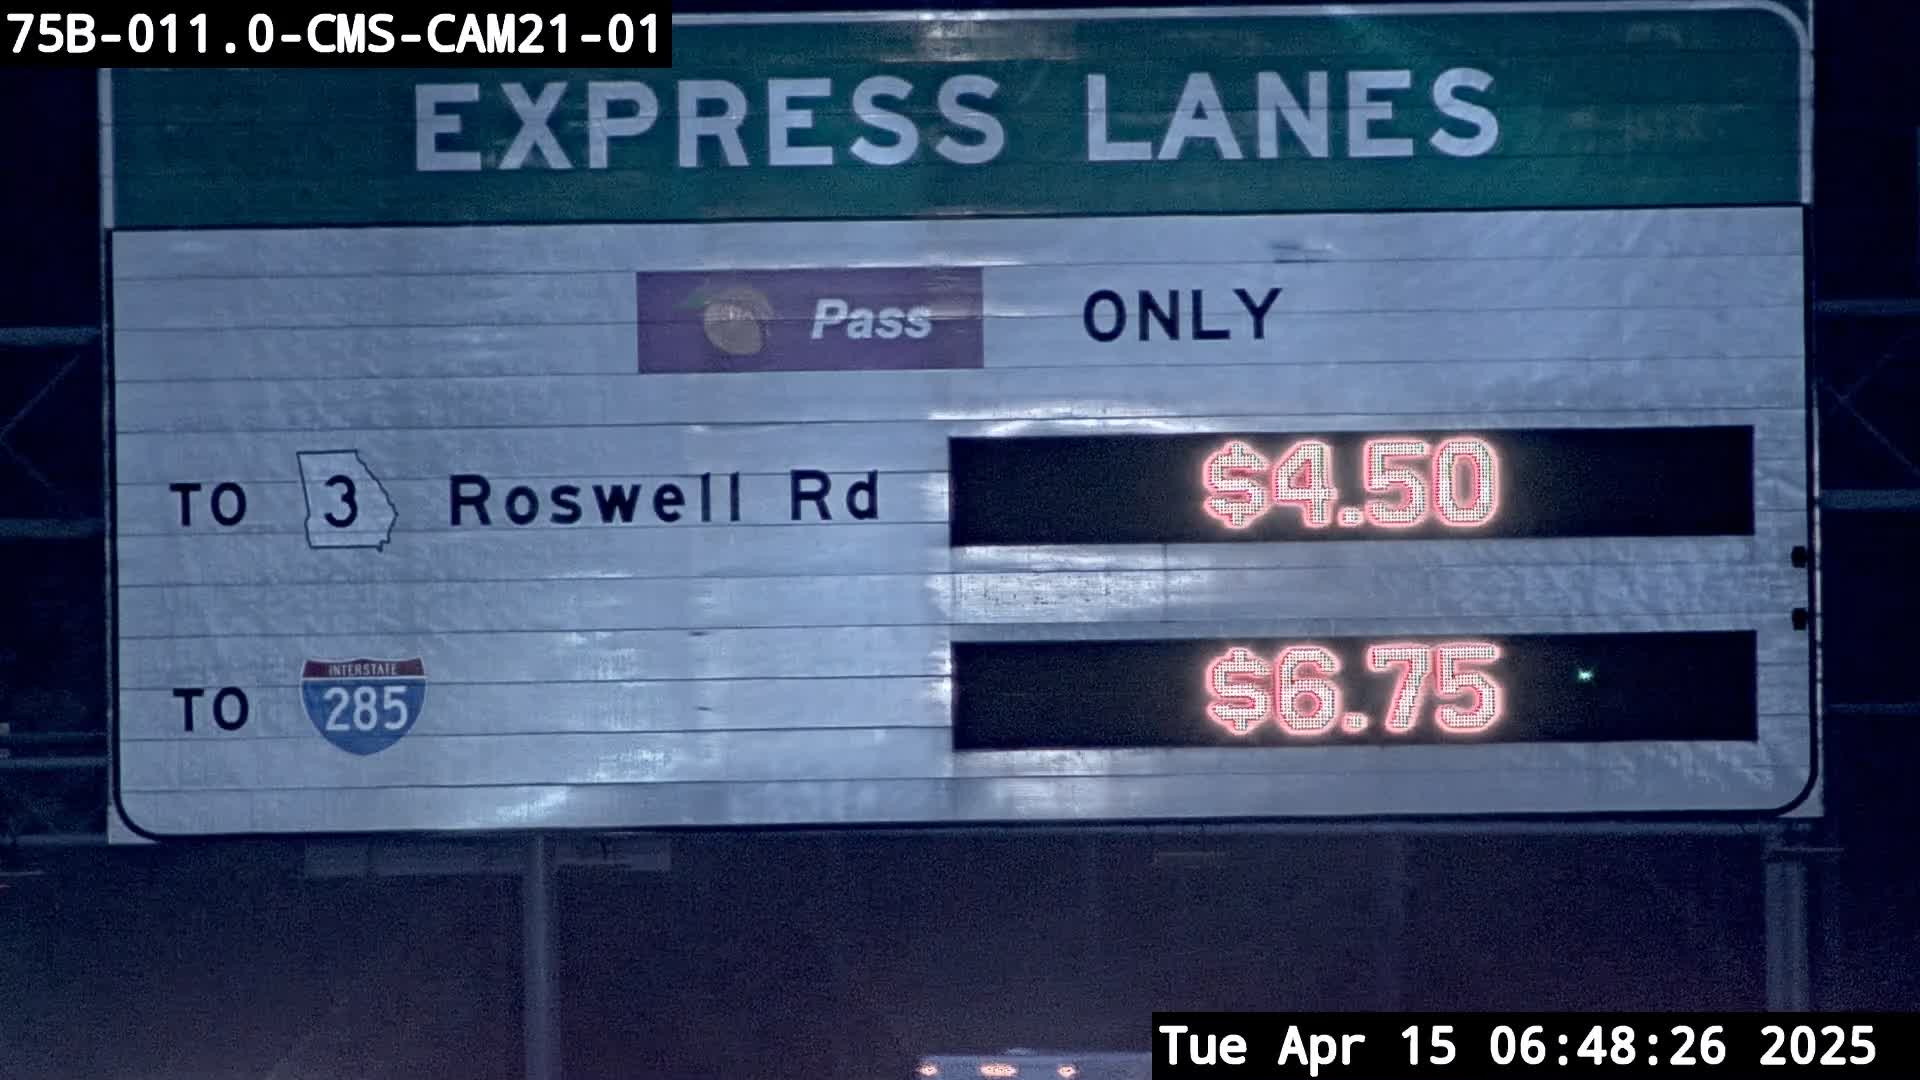 75B-011.0-CMS-CAM21-01
EXPRESS LANES
Pass ONLY
TO 3 Roswell Rd $4.50
INTERSTATE
TO 285 $6.75
Tue Apr 15 06:48:26 2025